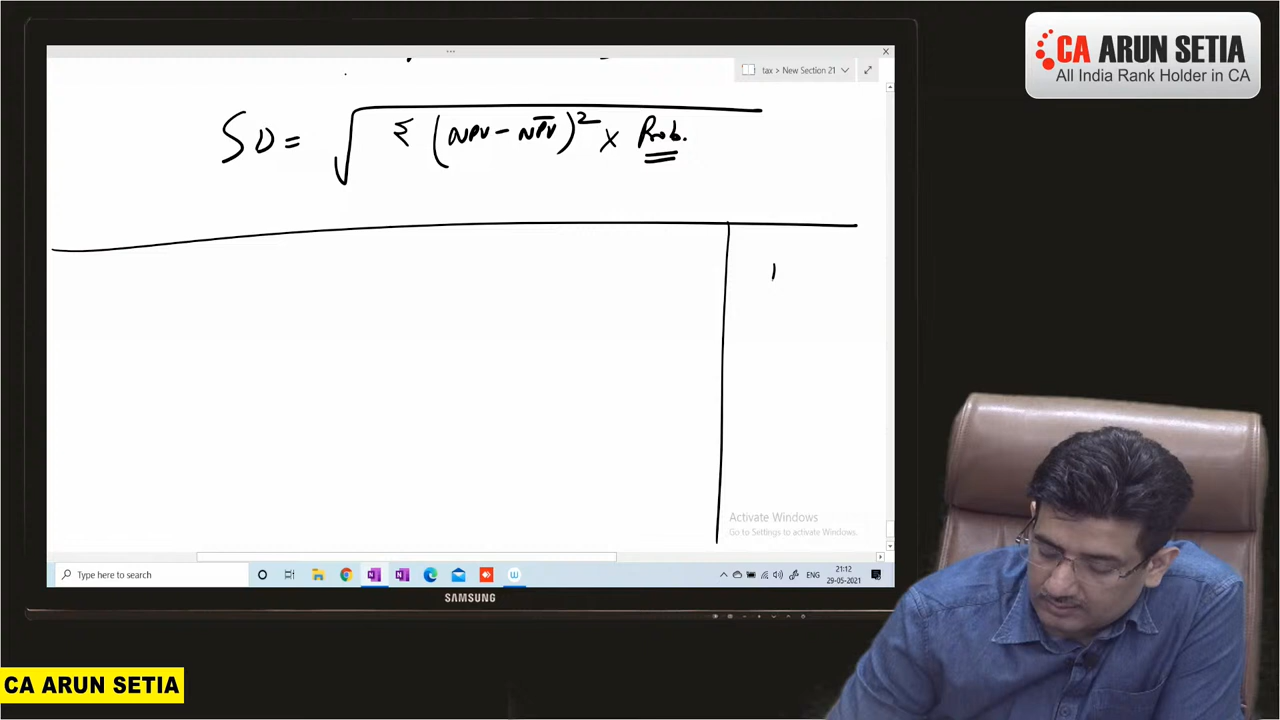 CA ARUN SETIA
All India Rank Holder in CA
tax > New Section 21
SD = √ Σ (NPV - NPV̅)² × Prob.
Activate Windows
Go to Settings to activate Windows.
Type here to search
ENG
21:12
29-05-2021
SAMSUNG
CA ARUN SETIA